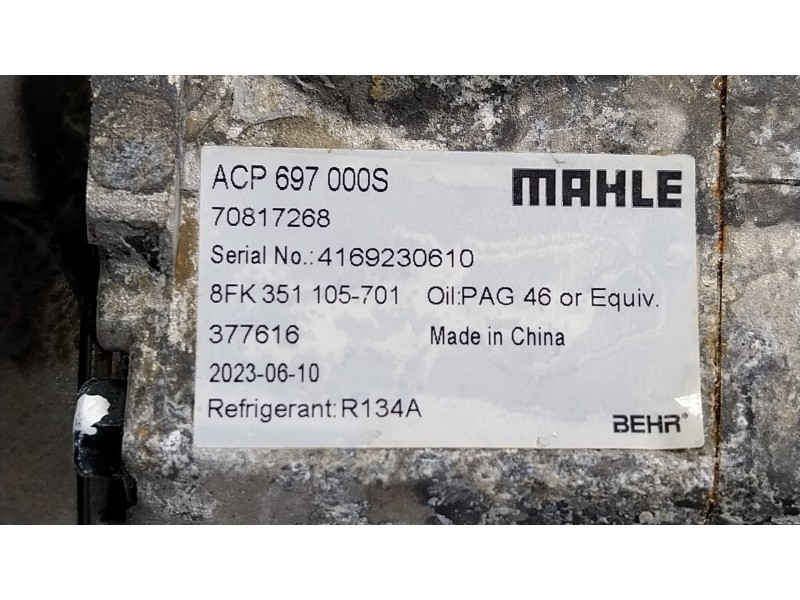 ACP 697 000S MAHLE
70817268
Serial No.: 4169230610
8FK 351 105-701 Oil:PAG 46 or Equiv.
377616 Made in China
2023-06-10
Refrigerant: R134A BEHR®